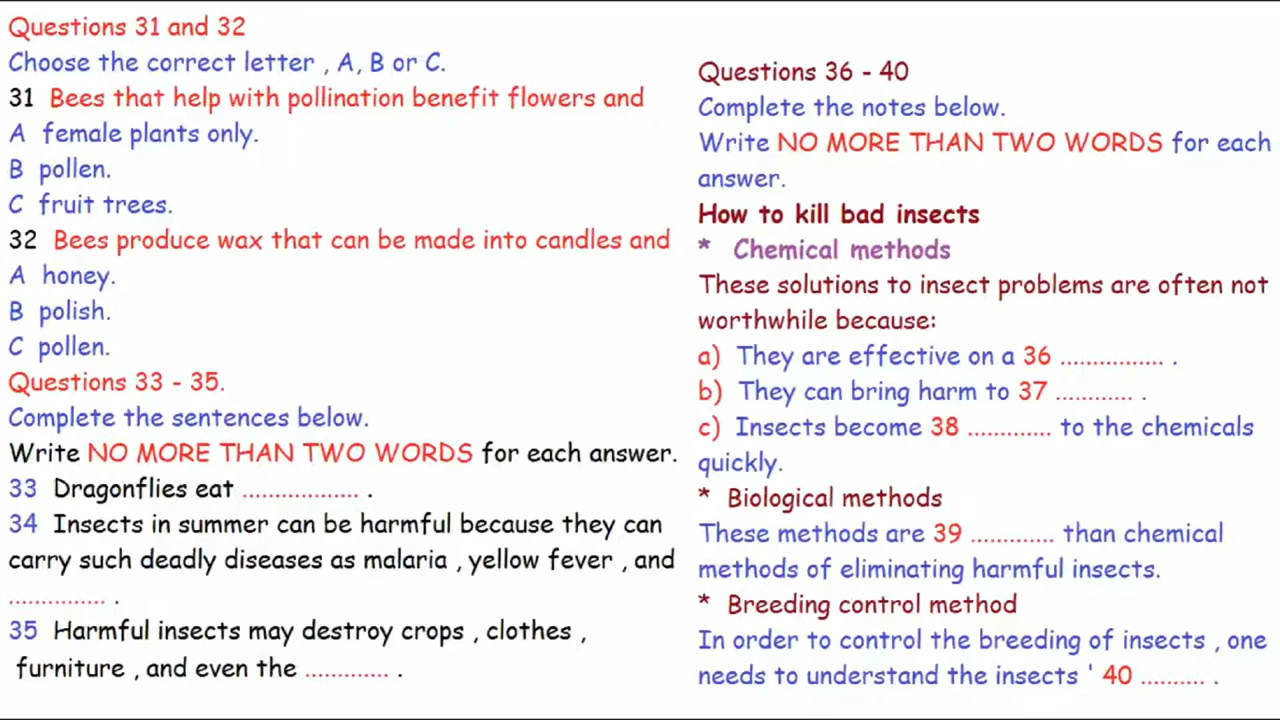 Questions 31 and 32
Choose the correct letter , A, B or C.
31 Bees that help with pollination benefit flowers and
A female plants only.
B pollen.
C fruit trees.
32 Bees produce wax that can be made into candles and
A honey.
B polish.
C pollen.
Questions 33 - 35.
Complete the sentences below.
Write NO MORE THAN TWO WORDS for each answer.
33 Dragonflies eat .................. .
34 Insects in summer can be harmful because they can
carry such deadly diseases as malaria , yellow fever , and
............... .
35 Harmful insects may destroy crops , clothes ,
furniture , and even the ............. .
Questions 36 - 40
Complete the notes below.
Write NO MORE THAN TWO WORDS for each
answer.
How to kill bad insects
* Chemical methods
These solutions to insect problems are often not
worthwhile because:
a) They are effective on a 36 ................ .
b) They can bring harm to 37 ............ .
c) Insects become 38 ............. to the chemicals
quickly.
* Biological methods
These methods are 39 ............. than chemical
methods of eliminating harmful insects.
* Breeding control method
In order to control the breeding of insects , one
needs to understand the insects ' 40 .......... .